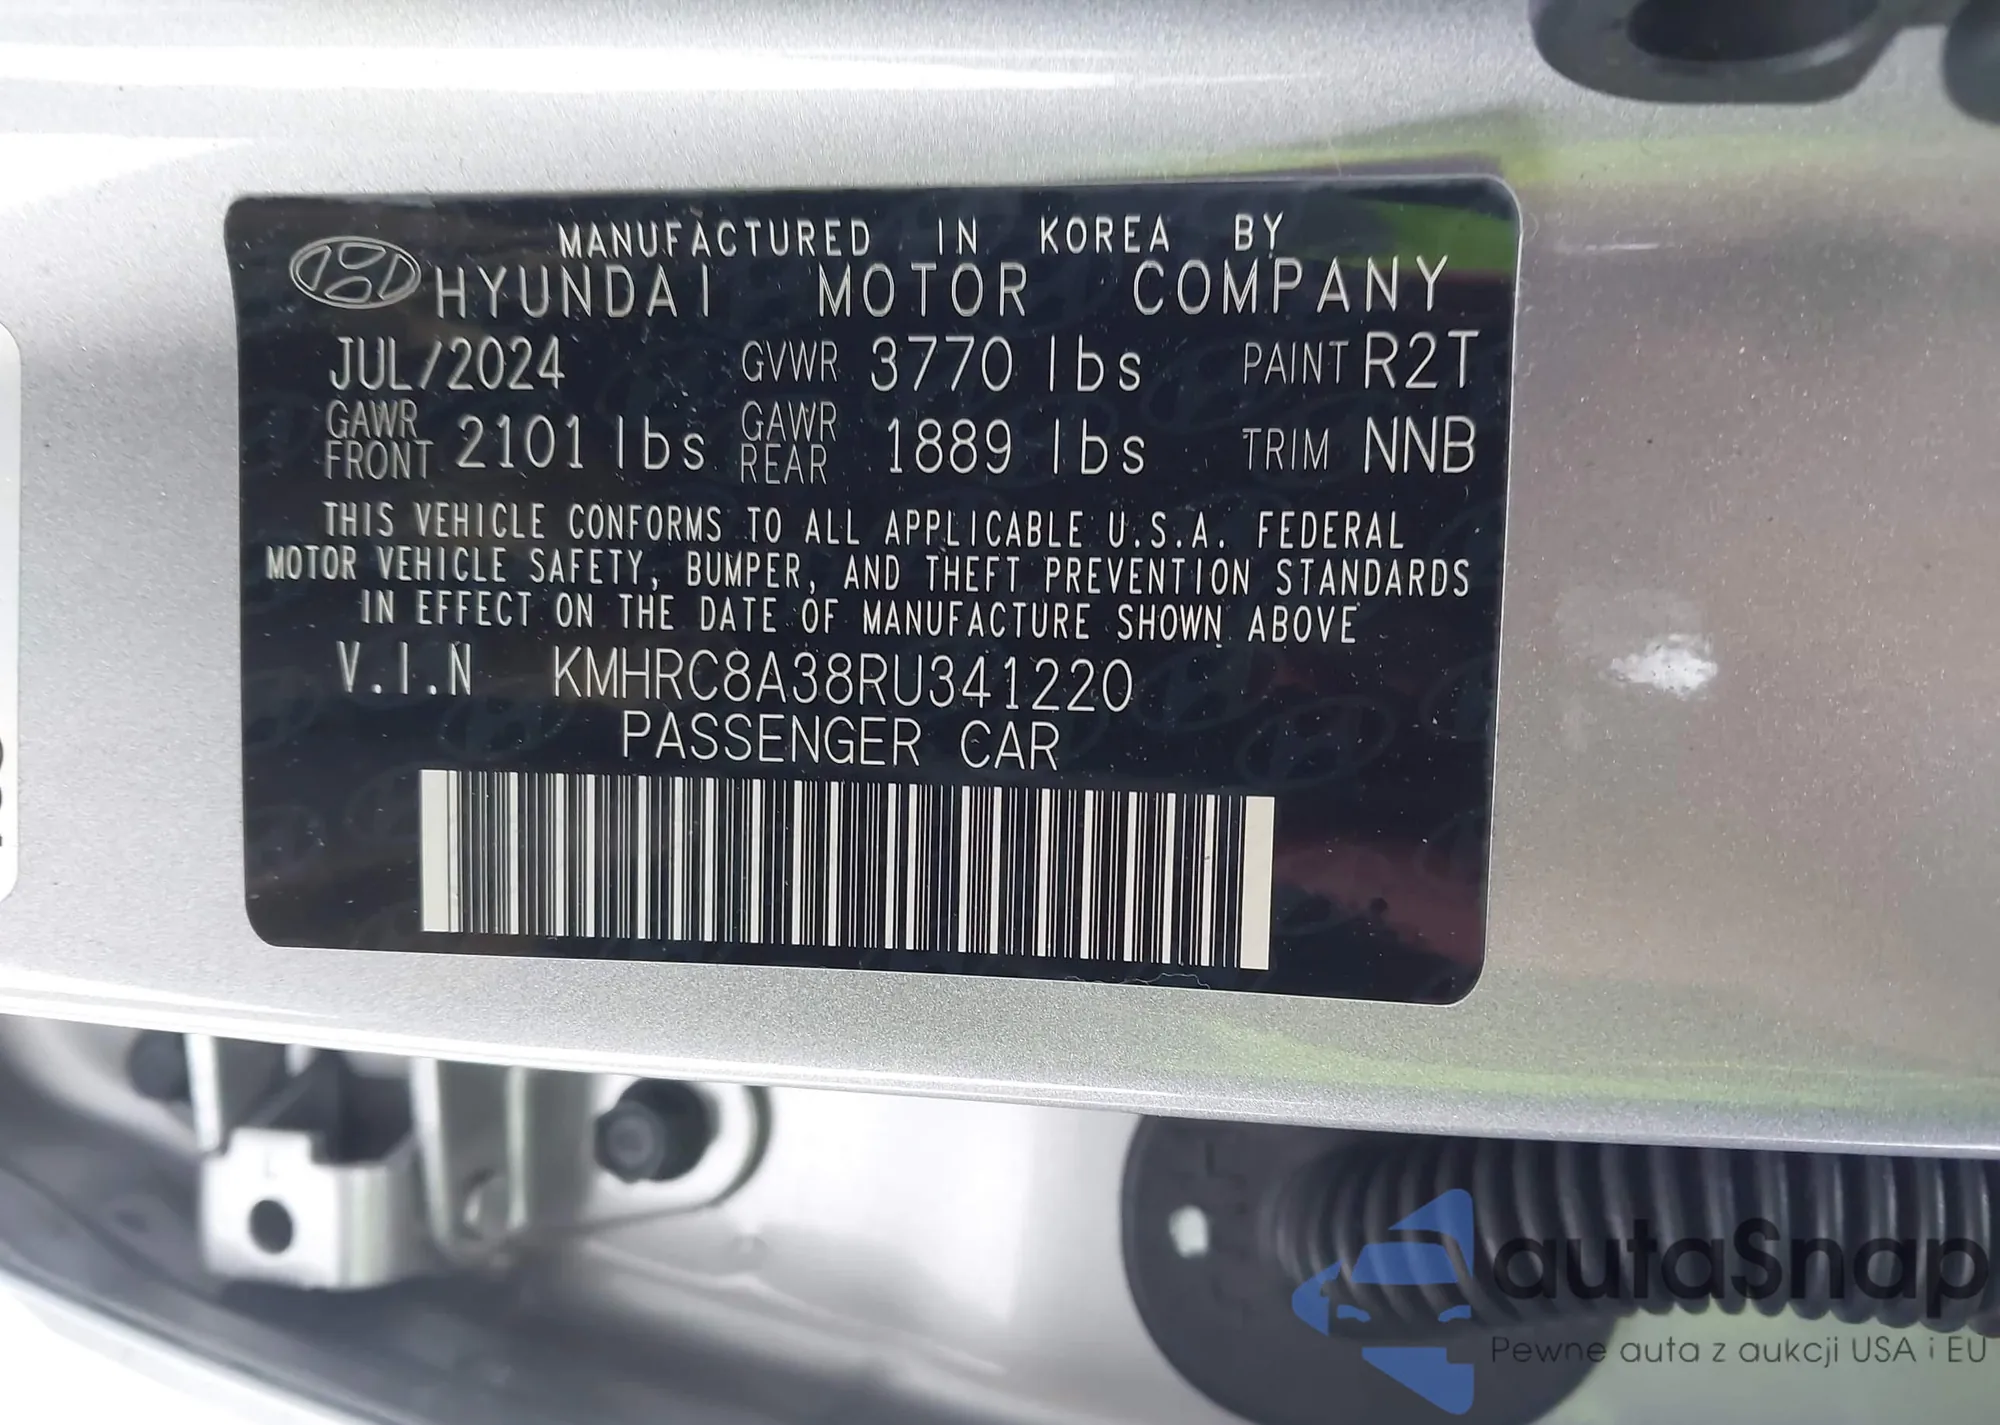 MANUFACTURED IN KOREA BY
HYUNDAI MOTOR COMPANY
JUL/2024 GVWR 3770 lbs PAINT R2T
GAWR FRONT 2101 lbs GAWR REAR 1889 lbs TRIM NNB
THIS VEHICLE CONFORMS TO ALL APPLICABLE U.S.A. FEDERAL
MOTOR VEHICLE SAFETY, BUMPER, AND THEFT PREVENTION STANDARDS
IN EFFECT ON THE DATE OF MANUFACTURE SHOWN ABOVE
V.I.N KMHRC8A38RU341220
PASSENGER CAR
autaSnap
Pewne auta z aukcji USA i EU